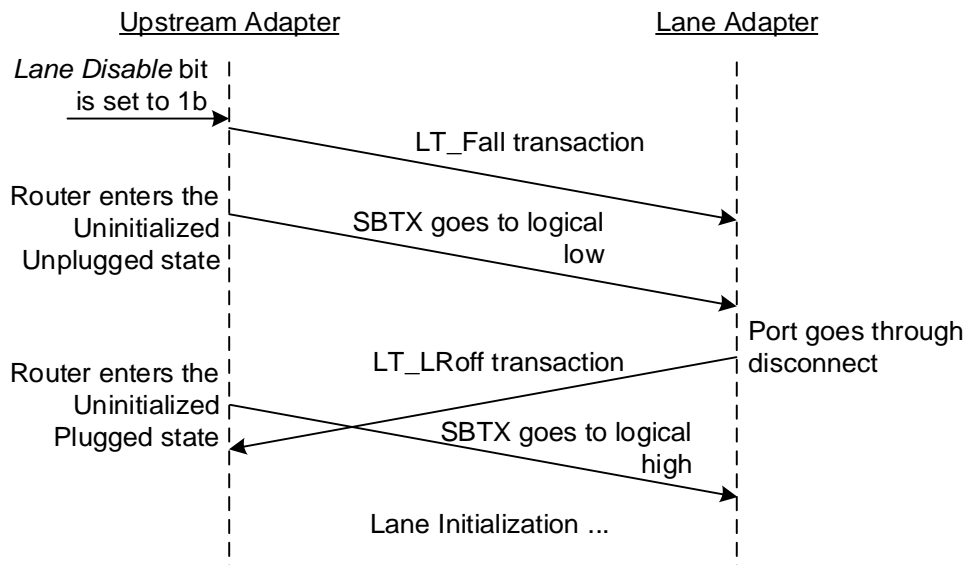 Upstream Adapter
Lane Adapter
Lane Disable bit
is set to 1b
LT_Fall transaction
Router enters the
Uninitialized
Unplugged state
SBTX goes to logical
low
Port goes through
disconnect
LT_LRoff transaction
Router enters the
Uninitialized
Plugged state
SBTX goes to logical
high
Lane Initialization ...